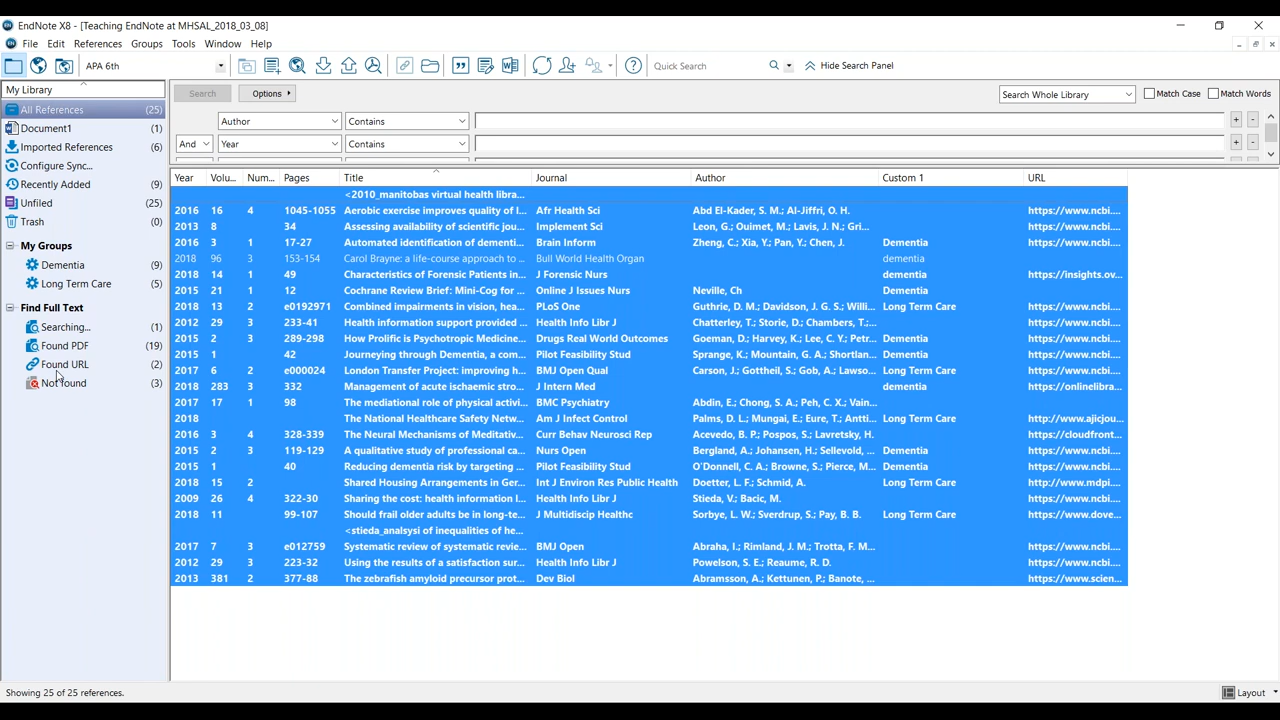 EndNote X8 - [Teaching EndNote at MHSAL_2018_03_08]
File Edit References Groups Tools Window Help
APA 6th Quick Search Hide Search Panel
My Library
Search Options Search Whole Library Match Case Match Words
Author Contains
And Year Contains
All References (25)
Document1 (1)
Imported References (6)
Configure Sync...
Recently Added (9)
Unfiled (25)
Trash (1)
My Groups
Dementia (9)
Long Term Care (5)
Find Full Text
Searching... (1)
Found PDF (19)
Found URL (2)
Not found (3)
Year Volu... Num... Pages Title Journal Author Custom 1 URL
<2010_manitobas virtual health libra...
2016 16 4 1045-1055 Aerobic exercise improves quality of l... Afr Health Sci Abd El-Kader, S. M.; Al-Jiffri, O. H. https://www.ncbi....
2013 8 34 Assessing availability of scientific jou... Implement Sci Leon, G.; Ouimet, M.; Lavis, J. N.; Gri... https://www.ncbi....
2016 3 1 17-27 Automated identification of dementi... Brain Inform Zheng, C.; Xia, Y.; Pan, Y.; Chen, J. Dementia https://www.ncbi....
2018 96 3 153-154 Carol Brayne: a life-course approach to ... Bull World Health Organ dementia
2018 14 1 49 Characteristics of Forensic Patients in... J Forensic Nurs dementia https://insights.ov...
2015 21 1 12 Cochrane Review Brief: Mini-Cog for ... Online J Issues Nurs Neville, Ch Dementia
2018 13 2 e0192971 Combined impairments in vision, hea... PLoS One Guthrie, D. M.; Davidson, J. G. S.; Willi... Long Term Care https://www.ncbi....
2012 29 3 233-41 Health information support provided ... Health Info Libr J Chatterley, T.; Storie, D.; Chambers, T.;... https://www.ncbi....
2015 2 3 289-298 How Prolific is Psychotropic Medicine... Drugs Real World Outcomes Goeman, D.; Harvey, K.; Lee, C. Y.; Petr... Dementia https://www.ncbi....
2015 1 42 Journeying through Dementia, a com... Pilot Feasibility Stud Sprange, K.; Mountain, G. A.; Shortlan... Dementia https://www.ncbi....
2017 6 2 e000024 London Transfer Project: improving h... BMJ Open Qual Carson, J.; Gottheil, S.; Gob, A.; Lawso... Long Term Care https://www.ncbi....
2018 283 3 332 Management of acute ischaemic stro... J Intern Med dementia https://onlinelibra...
2017 17 1 98 The mediational role of physical activi... BMC Psychiatry Abdin, E.; Chong, S. A.; Peh, C. X.; Vain... https://www.ncbi....
2018 The National Healthcare Safety Netw... Am J Infect Control Palms, D. L.; Mungai, E.; Eure, T.; Antti... Long Term Care http://www.ajicjou...
2016 3 4 328-339 The Neural Mechanisms of Meditativ... Curr Behav Neurosci Rep Acevedo, B. P.; Pospos, S.; Lavretsky, H. https://cloudfront...
2015 2 3 119-129 A qualitative study of professional ca... Nurs Open Bergland, A.; Johansen, H.; Sellevold, ... Dementia https://www.ncbi....
2015 1 40 Reducing dementia risk by targeting ... Pilot Feasibility Stud O'Donnell, C. A.; Browne, S.; Pierce, M... Dementia https://www.ncbi....
2018 15 2 Shared Housing Arrangements in Ger... Int J Environ Res Public Health Doetter, L. F.; Schmid, A. Long Term Care http://www.mdpi....
2009 26 4 322-30 Sharing the cost: health information l... Health Info Libr J Stieda, V.; Bacic, M. https://www.ncbi....
2018 11 99-107 Should frail older adults be in long-te... J Multidiscip Healthc Sorbye, L. W.; Sverdrup, S.; Pay, B. B. Long Term Care https://www.dove...
<stieda_analysi of inequalities of he...
2017 7 3 e012759 Systematic review of systematic revie... BMJ Open Abraha, I.; Rimland, J. M.; Trotta, F. M... https://www.ncbi....
2012 29 3 223-32 Using the results of a satisfaction sur... Health Info Libr J Powelson, S. E.; Reaume, R. D. https://www.ncbi....
2013 381 2 377-88 The zebrafish amyloid precursor prot... Dev Biol Abramsson, A.; Kettunen, P.; Banote, ... https://www.scien...
Showing 25 of 25 references. Layout